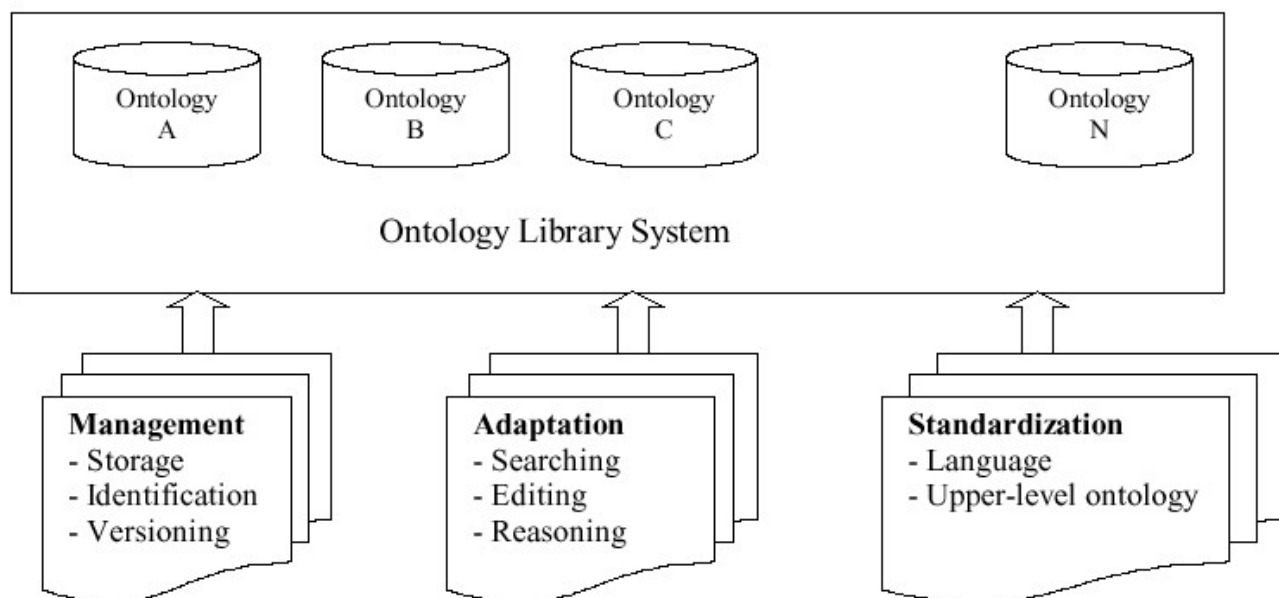 Ontology
A
Ontology
B
Ontology
C
Ontology
N
Ontology Library System
Management
- Storage
- Identification
- Versioning
Adaptation
- Searching
- Editing
- Reasoning
Standardization
- Language
- Upper-level ontology